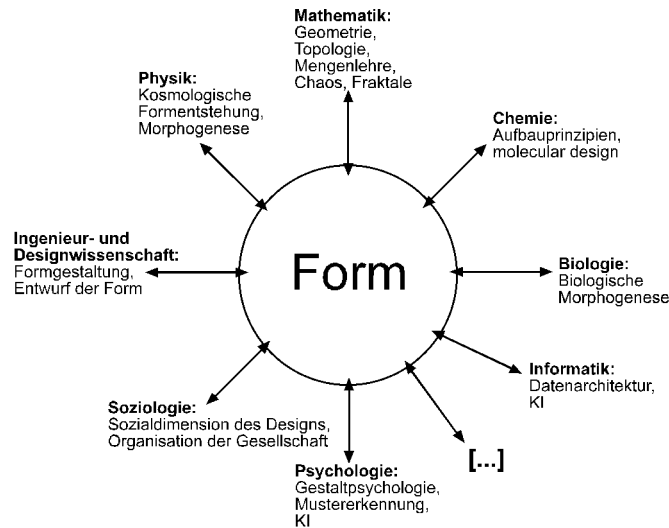 Mathematik:
Geometrie,
Topologie,
Mengenlehre,
Chaos, Fraktale
Physik:
Kosmologische
Formentstehung,
Morphogenese
Chemie:
Aufbauprinzipien,
molecular design
Ingenieur- und
Designwissenschaft:
Formgestaltung,
Entwurf der Form
Form
Biologie:
Biologische
Morphogenese
Informatik:
Datenarchitektur,
KI
Soziologie:
Sozialdimension des Designs,
Organisation der Gesellschaft
[...]
Psychologie:
Gestaltpsychologie,
Mustererkennung,
KI